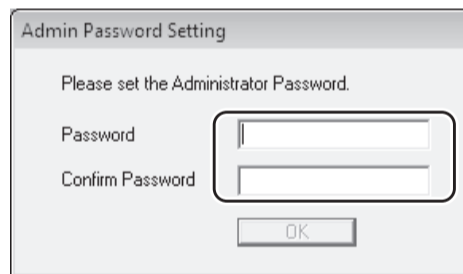 Admin Password Setting
Please set the Administrator Password.
Password
Confirm Password
OK